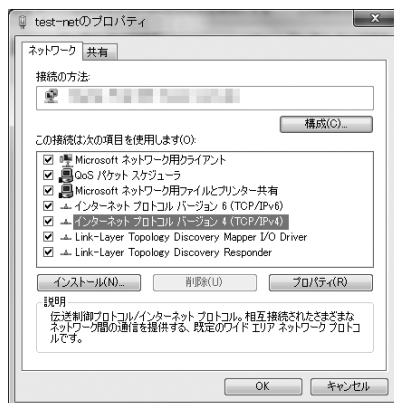 test-netのプロパティ
ネットワーク 共有
接続の方法:
構成(C)...
この接続は次の項目を使用します(O):
Microsoft ネットワーク用クライアント
QoS パケット スケジューラ
Microsoft ネットワーク用ファイルとプリンター共有
インターネット プロトコル バージョン 6 (TCP/IPv6)
インターネット プロトコル バージョン 4 (TCP/IPv4)
Link-Layer Topology Discovery Mapper I/O Driver
Link-Layer Topology Discovery Responder
インストール(N)... 削除(U) プロパティ(R)
説明
伝送制御プロトコル/インターネット プロトコル。相互接続されたさまざまな
ネットワーク間の通信を提供する、既定のワイド エリア ネットワーク プロトコ
ルです。
OK キャンセル